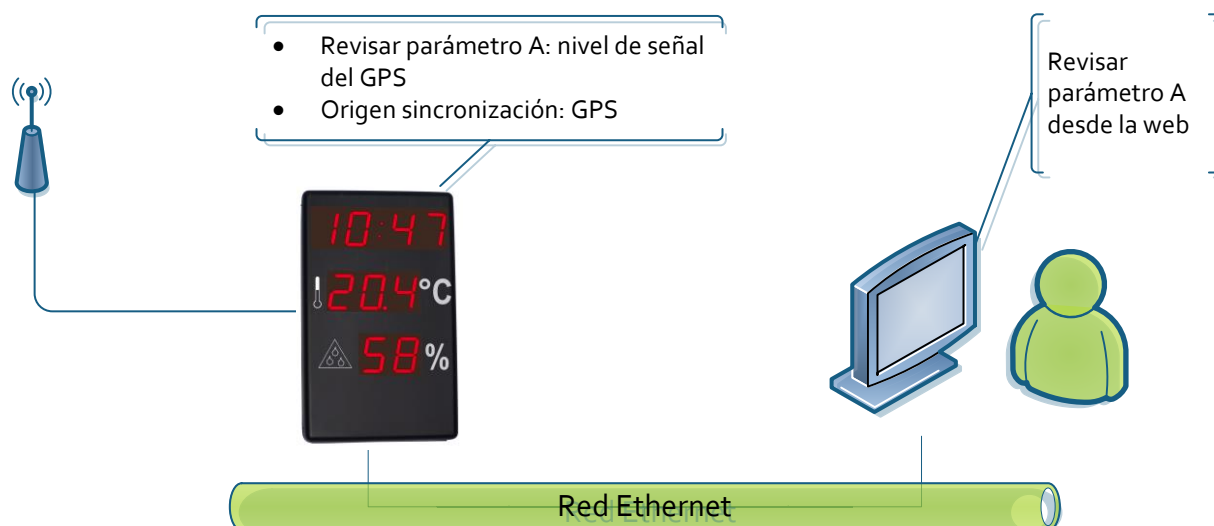 • Revisar parámetro A: nivel de señal
del GPS
• Origen sincronización: GPS
Revisar
parámetro A
desde la web
10:47
20.4°C
58%
Red Ethernet